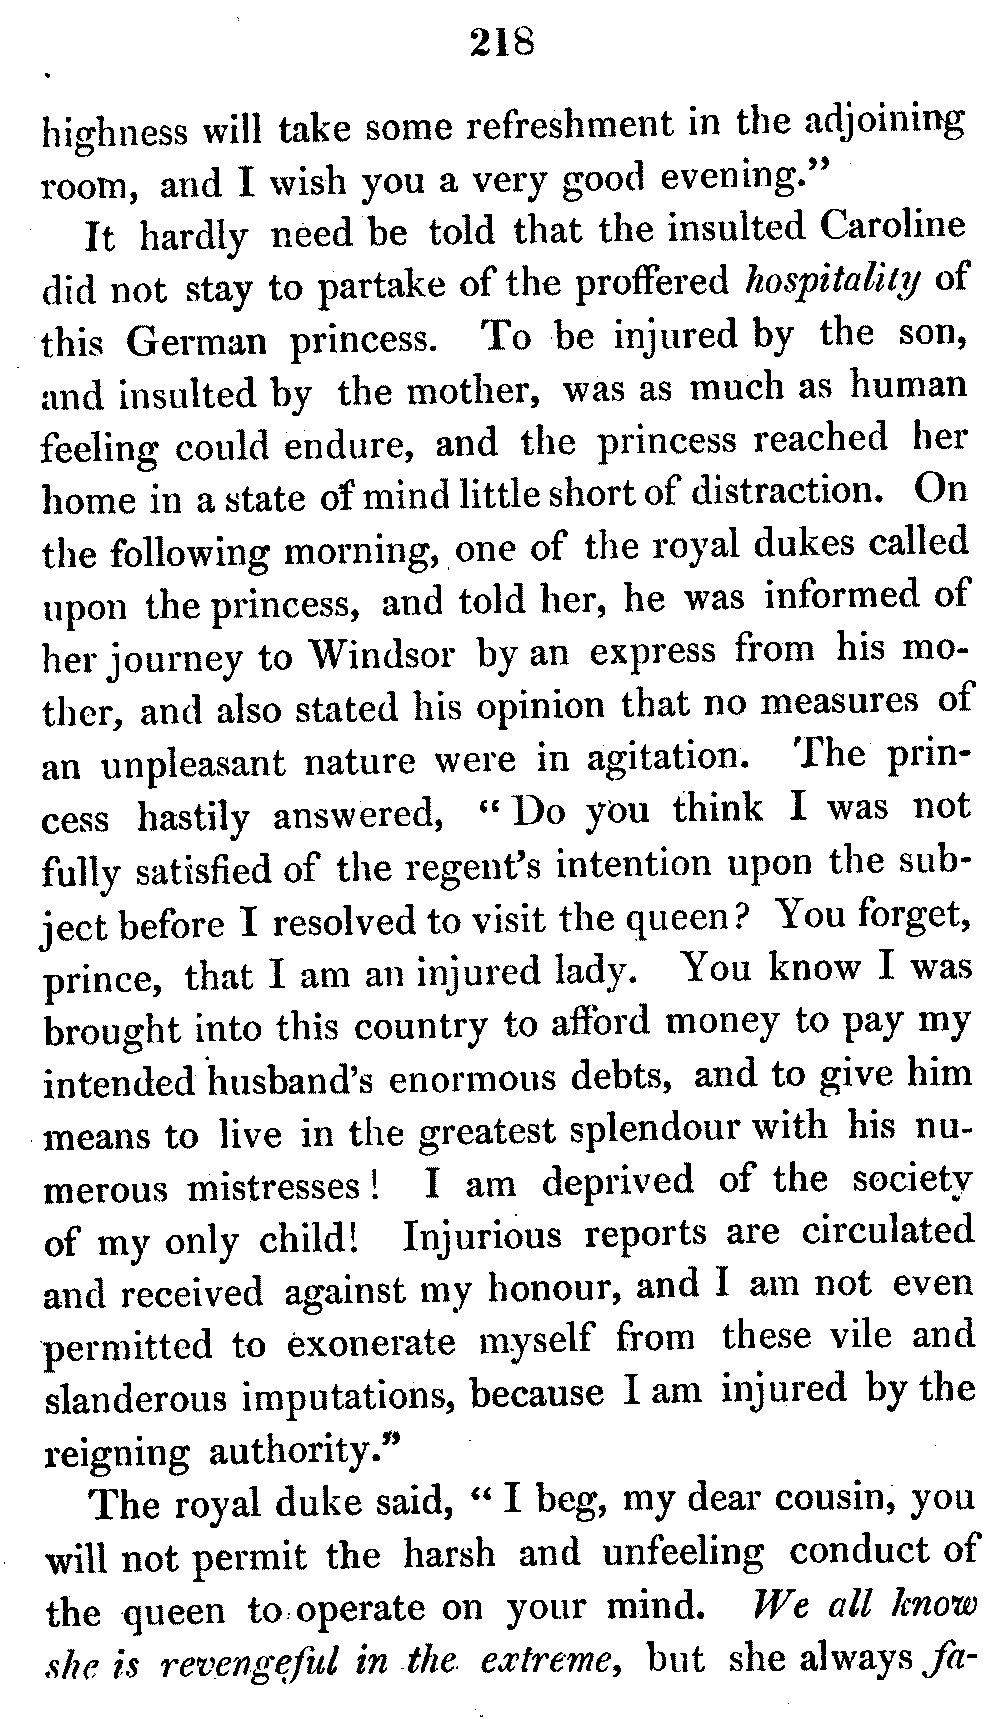 218
highness will take some refreshment in the adjoining
room, and I wish you a very good evening.”
It hardly need be told that the insulted Caroline
did not stay to partake of the proffered hospitality of
this German princess. To be injured by the son,
and insulted by the mother, was as much as human
feeling could endure, and the princess reached her
home in a state of mind little short of distraction. On
the following morning, one of the royal dukes called
upon the princess, and told her, he was informed of
her journey to Windsor by an express from his mo-
ther, and also stated his opinion that no measures of
an unpleasant nature were in agitation. The prin-
cess hastily answered, “ Do you think I was not
fully satisfied of the regent’s intention upon the sub-
ject before I resolved to visit the queen? You forget,
prince, that I am an injured lady. You know I was
brought into this country to afford money to pay my
intended husband’s enormous debts, and to give him
means to live in the greatest splendour with his nu-
merous mistresses! I am deprived of the society
of my only child! Injurious reports are circulated
and received against my honour, and I am not even
permitted to exonerate myself from these vile and
slanderous imputations, because I am injured by the
reigning authority.”
The royal duke said, “ I beg, my dear cousin, you
will not permit the harsh and unfeeling conduct of
the queen to operate on your mind. We all know
she is revengeful in the extreme, but she always fa-